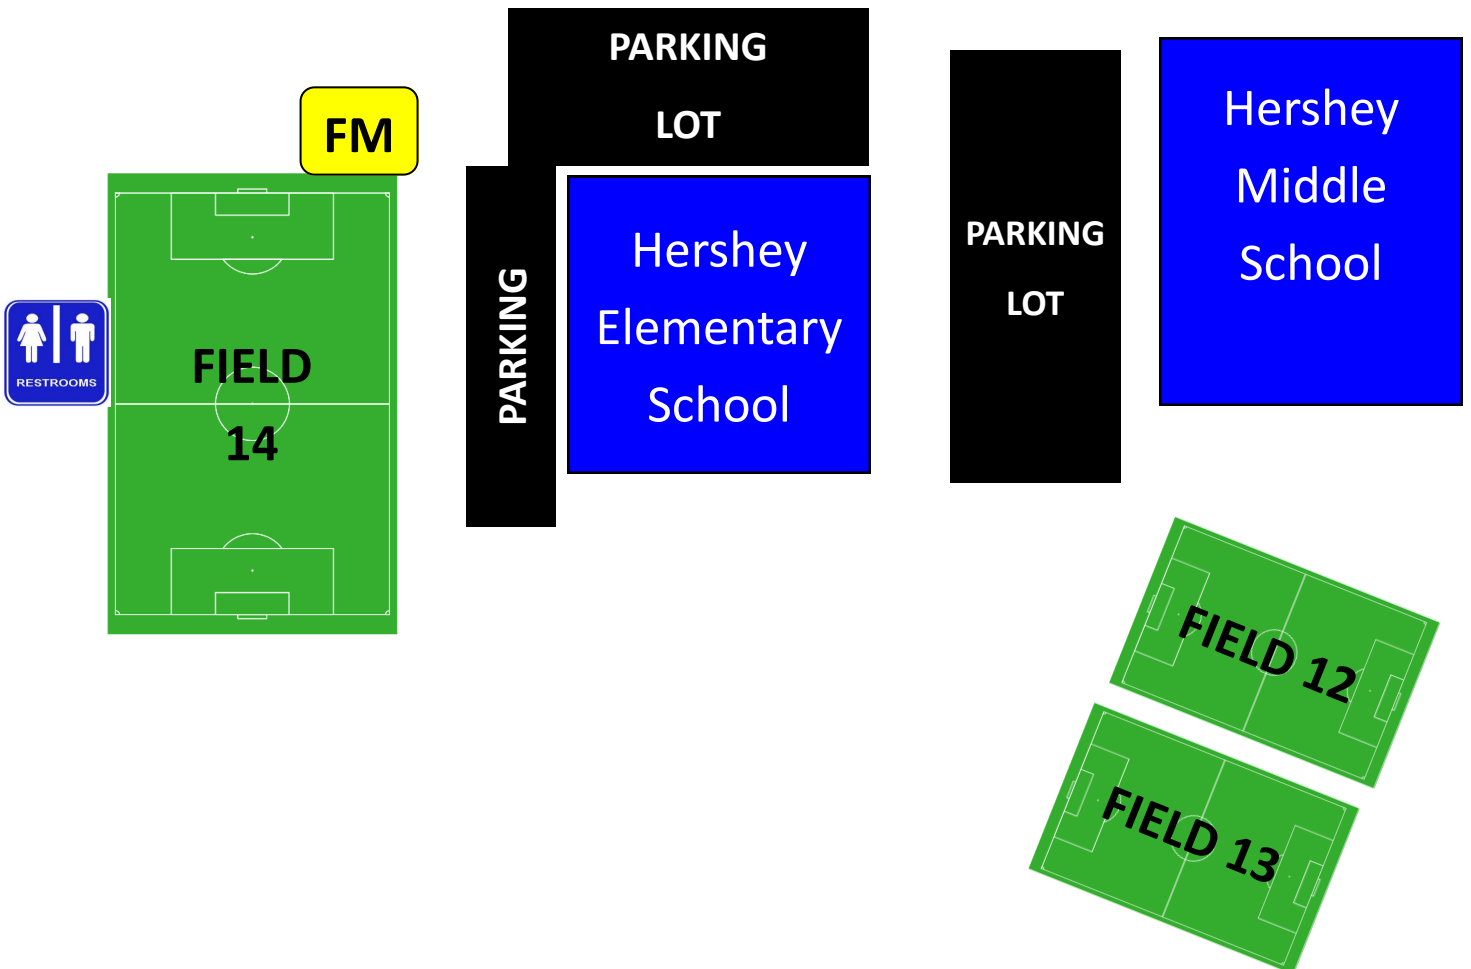 PARKING
LOT
FM
Hershey
Middle
School
PARKING
LOT
Hershey
Elementary
School
PARKING
RESTROOMS
FIELD
14
FIELD 12
FIELD 13